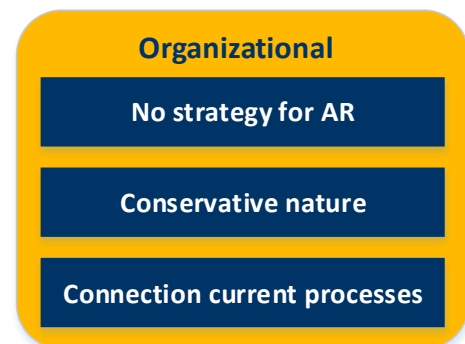 Organizational
No strategy for AR
Conservative nature
Connection current processes